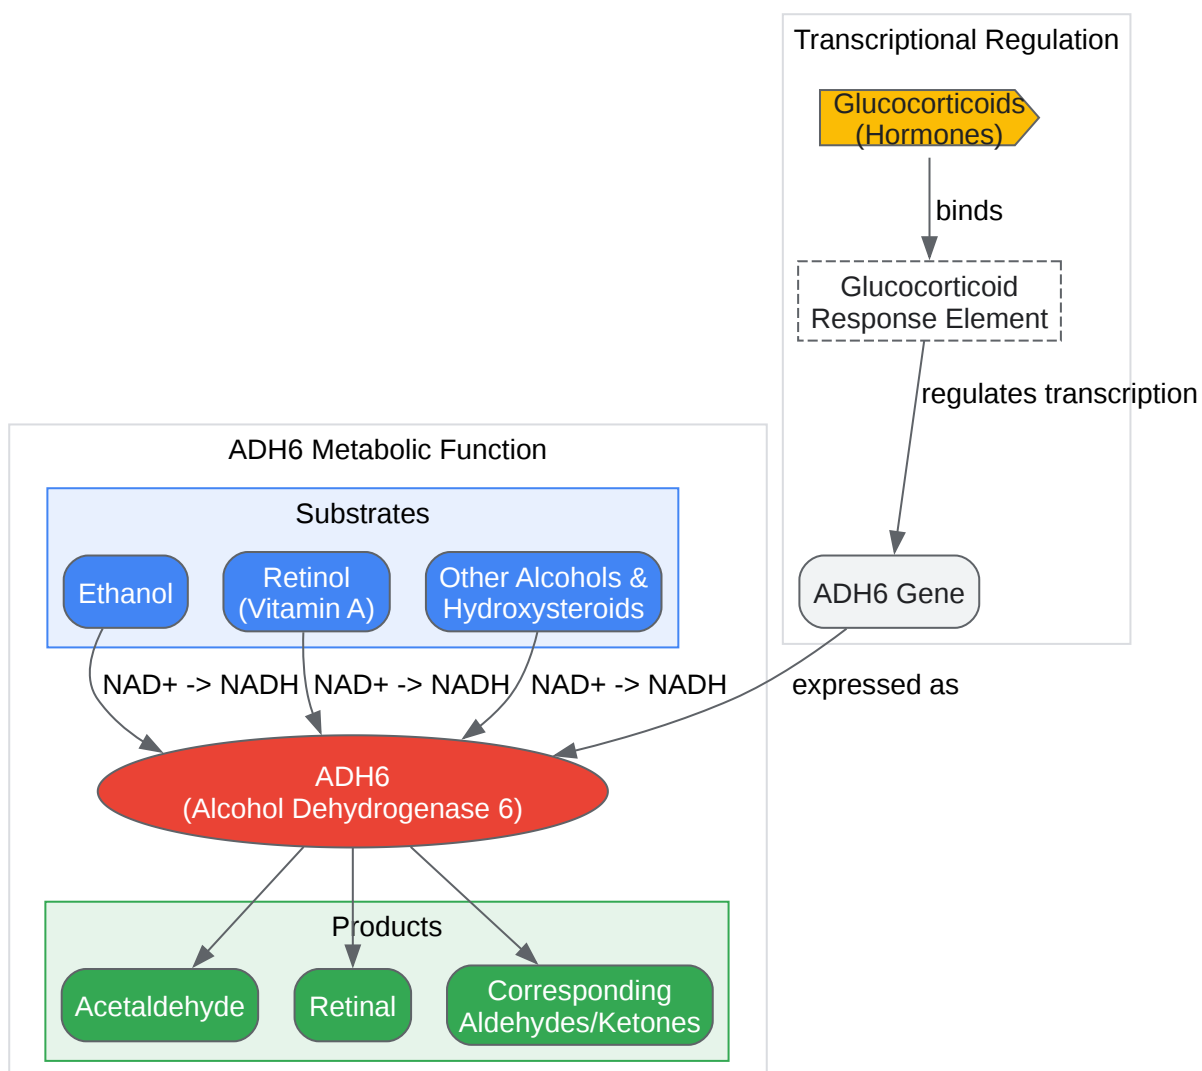 Transcriptional Regulation
Glucocorticoids
(Hormones)
binds
Glucocorticoid
Response Element
regulates transcription
ADH6 Metabolic Function
Substrates
Ethanol
Retinol
(Vitamin A)
Other Alcohols &
Hydroxysteroids
ADH6 Gene
NAD+ -> NADH
NAD+ -> NADH
NAD+ -> NADH
expressed as
ADH6
(Alcohol Dehydrogenase 6)
Products
Acetaldehyde
Retinal
Corresponding
Aldehydes/Ketones